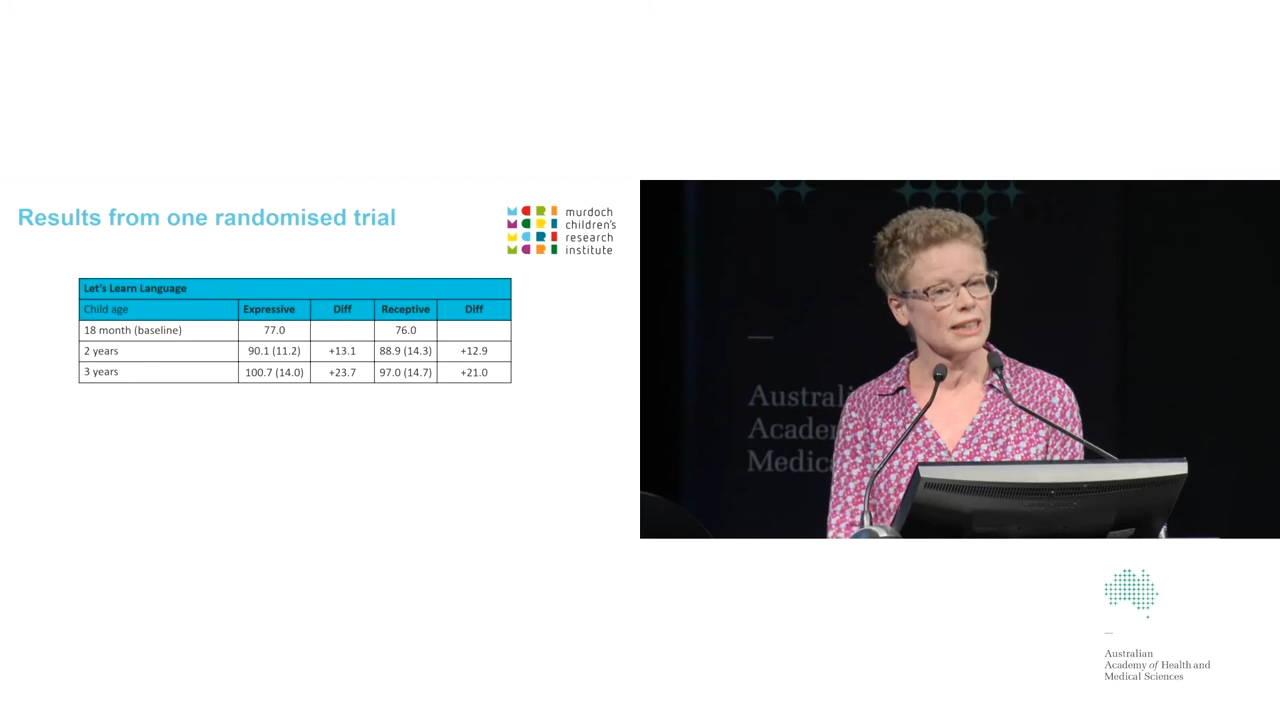 Results from one randomised trial
murdoch
children's
research
institute
Let's Learn Language
Child age Expressive Diff Receptive Diff
18 month (baseline) 77.0 76.0
2 years 90.1 (11.2) +13.1 88.9 (14.3) +12.9
3 years 100.7 (14.0) +23.7 97.0 (14.7) +21.0
Austral
Acade
Medic
Australian
Academy of Health and
Medical Sciences